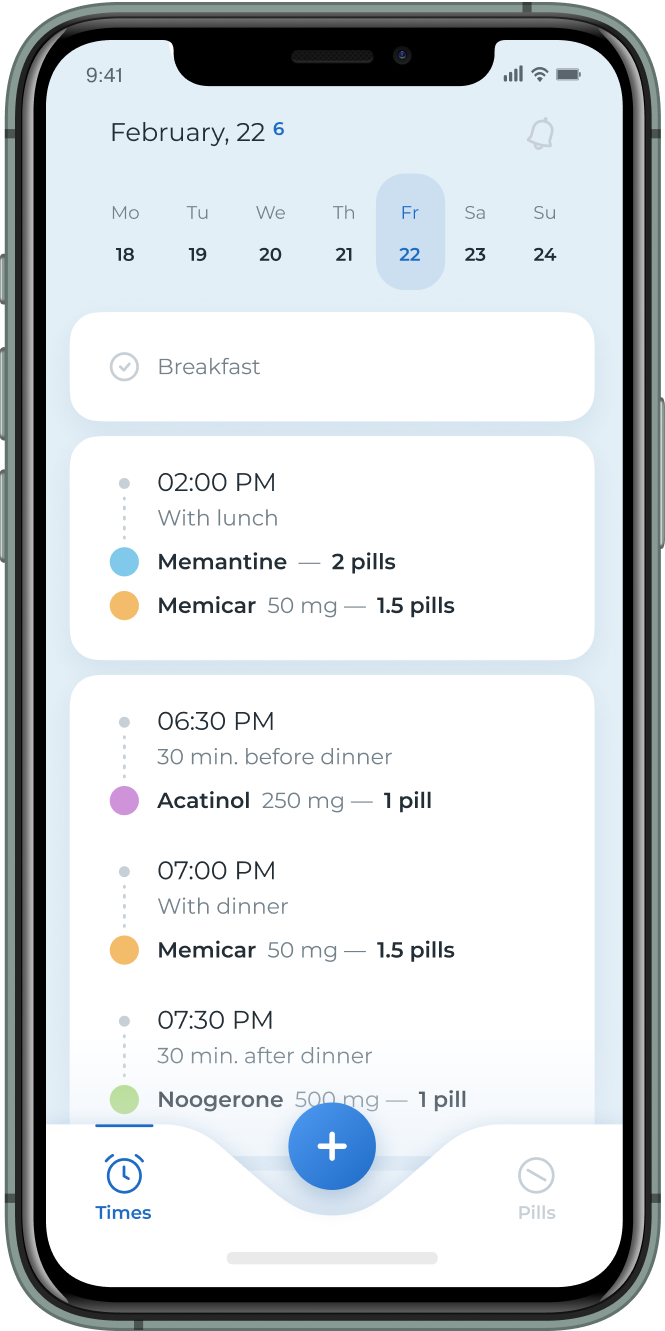 9:41
February, 22 6
Mo Tu We Th Fr Sa Su
18 19 20 21 22 23 24
Breakfast
02:00 PM
With lunch
Memantine — 2 pills
Memicar 50 mg — 1.5 pills
06:30 PM
30 min. before dinner
Acatinol 250 mg — 1 pill
07:00 PM
With dinner
Memicar 50 mg — 1.5 pills
07:30 PM
30 min. after dinner
Noogerone 500 mg — 1 pill
Times Pills